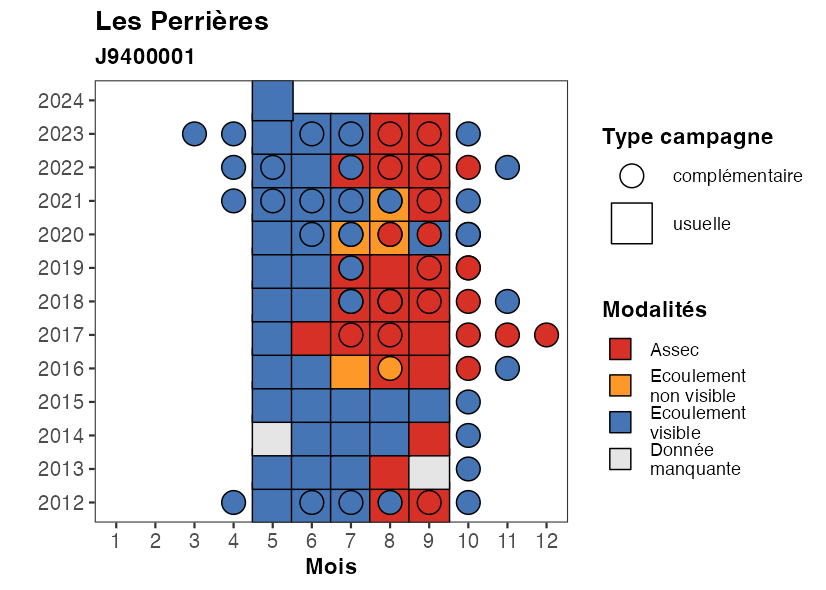 Les Perrières
J9400001
2024
2023
2022
2021
2020
2019
2018
2017
2016
2015
2014
2013
2012
1 2 3 4 5 6 7 8 9 10 11 12
Mois
Type campagne
complémentaire
usuelle
Modalités
Assec
Ecoulement
non visible
Ecoulement
visible
Donnée
manquante